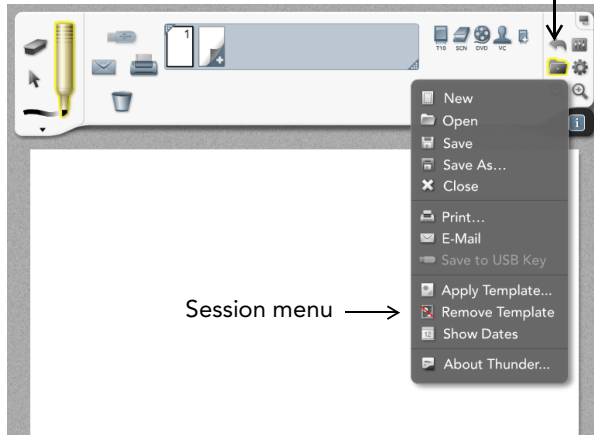 1
T10 SCN DVD VC
i
New
Open
Save
Save As...
Close
Print...
E-Mail
Save to USB Key
Apply Template...
Session menu
Remove Template
12 Show Dates
About Thunder...